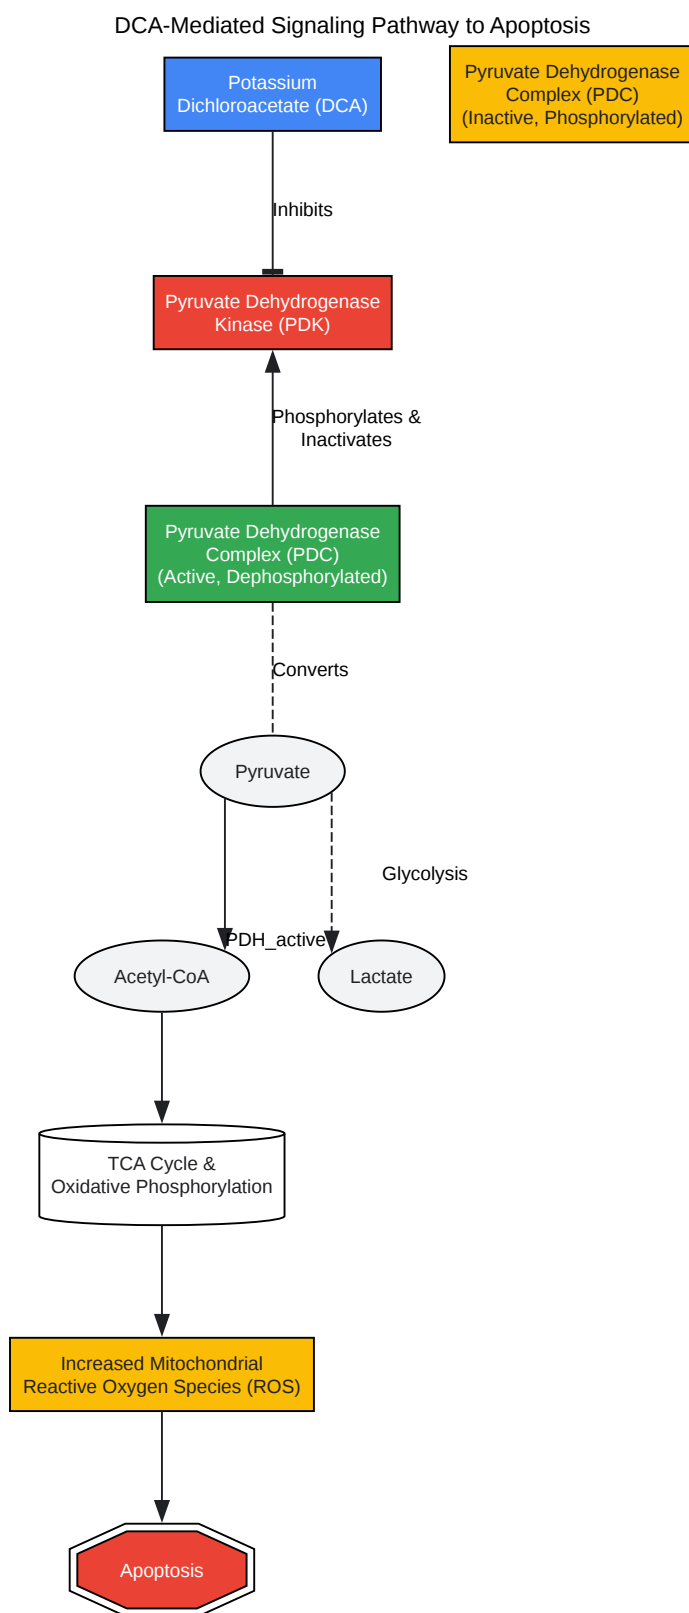 DCA-Mediated Signaling Pathway to Apoptosis
Potassium
Dichloroacetate (DCA)
Pyruvate Dehydrogenase
Complex (PDC)
(Inactive, Phosphorylated)
Inhibits
Pyruvate Dehydrogenase
Kinase (PDK)
Phosphorylates &
Inactivates
Pyruvate Dehydrogenase
Complex (PDC)
(Active, Dephosphorylated)
Converts
Pyruvate
Glycolysis
PDH_active
Acetyl-CoA
Lactate
TCA Cycle &
Oxidative Phosphorylation
Increased Mitochondrial
Reactive Oxygen Species (ROS)
Apoptosis